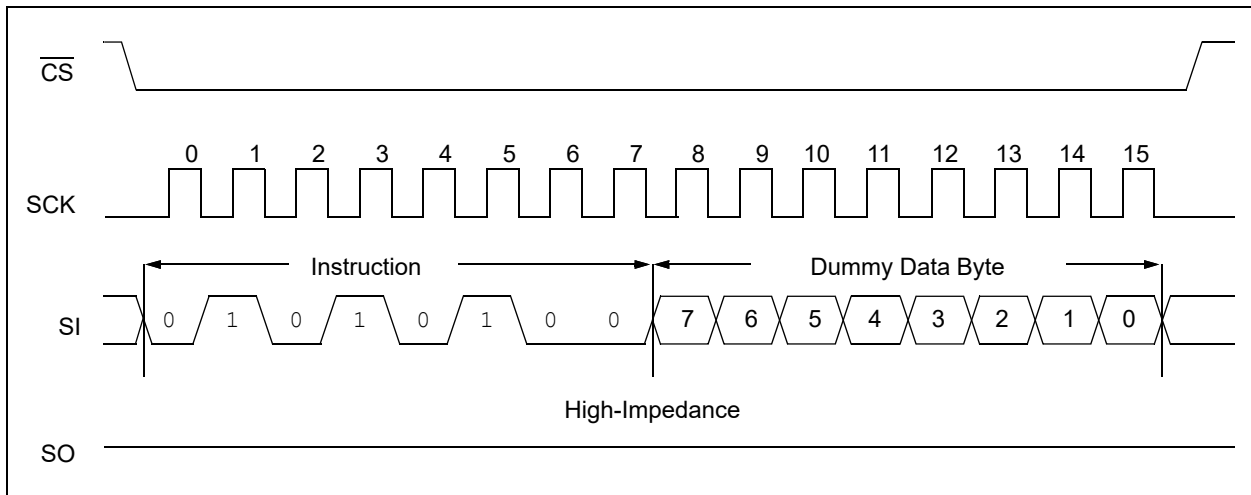 CS
0 1 2 3 4 5 6 7 8 9 10 11 12 13 14 15
SCK
Instruction Dummy Data Byte
SI 0 1 0 1 0 1 0 0 7 6 5 4 3 2 1 0
High-Impedance
SO